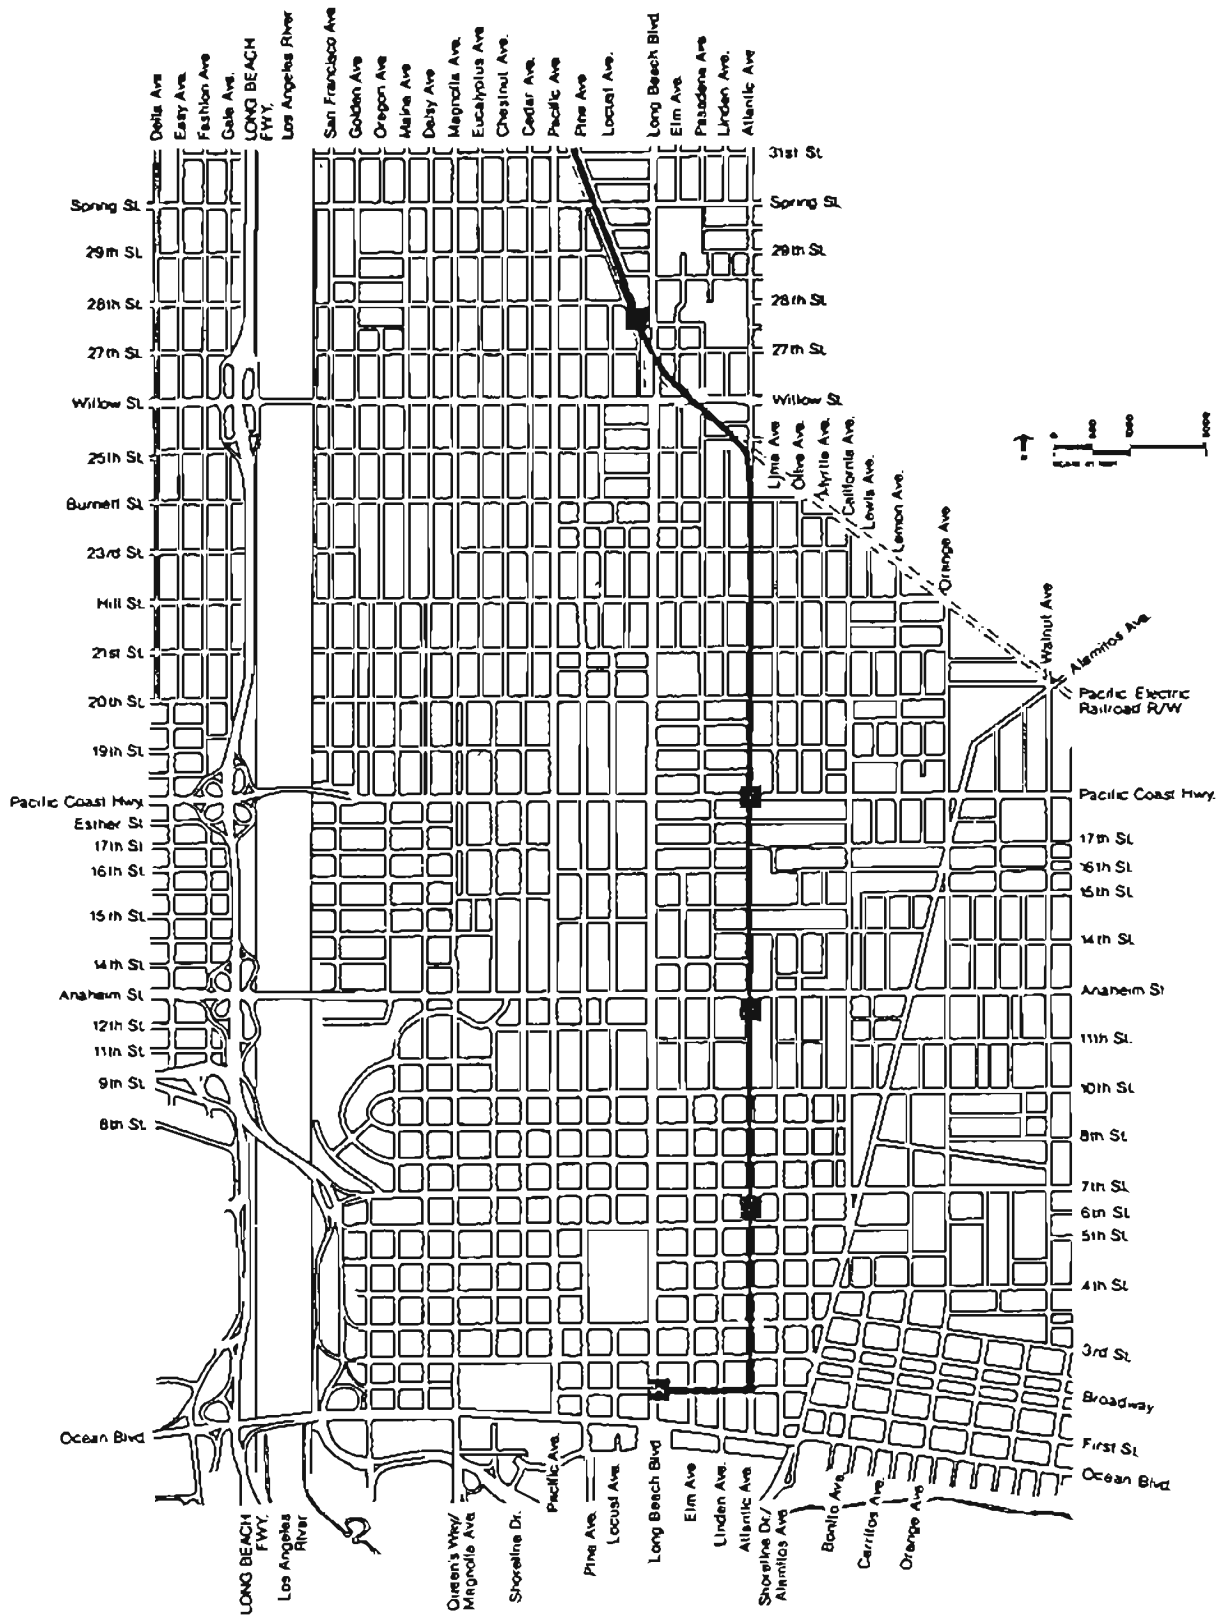 Delta Ave
Easy Ave.
Fashion Ave
Gale Ave.
LONG BEACH
FWY.
Los Angeles River
San Francisco Ave
Golden Ave
Oregon Ave
Maine Ave
Daisy Ave
Magnolia Ave.
Eucalyptus Ave
Chestnut Ave.
Cedar Ave.
Pacific Ave
Pine Ave
Locust Ave.
Long Beach Blvd
Elm Ave.
Pasadena Ave
Linden Ave.
Atlantic Ave
31st St.
Spring St.
Spring St.
29th St.
29th St.
28th St.
28th St.
27th St.
27th St.
Willow St.
Willow St.
25th St.
Lime Ave
Olive Ave.
Myrtle Ave.
California Ave.
Lewis Ave.
Lemon Ave.
Orange Ave
0
500
1000
2000
Burnett St
23rd St.
Hill St.
21st St.
20th St.
19th St.
Walnut Ave
Alamitos Ave.
Pacific Electric
Railroad R/W
Pacific Coast Hwy.
Pacific Coast Hwy.
Esther St
17th St
17th St.
16th St.
16th St.
15th St.
15th St.
14th St.
14th St.
Anaheim St
Anaheim St
12th St.
11th St.
11th St.
10th St.
9th St.
8th St.
8th St.
7th St.
6th St.
5th St.
4th St.
3rd St.
Broadway
First St.
Ocean Blvd
Ocean Blvd
LONG BEACH
FWY.
Los Angeles
River
Queen's Way/
Magnolia Ave
Shoreline Dr.
Pacific Ave.
Pine Ave.
Locust Ave.
Long Beach Blvd
Elm Ave
Linden Ave.
Atlantic Ave
Shoreline Dr./
Alamitos Ave
Bonito Ave.
Cerritos Ave.
Orange Ave